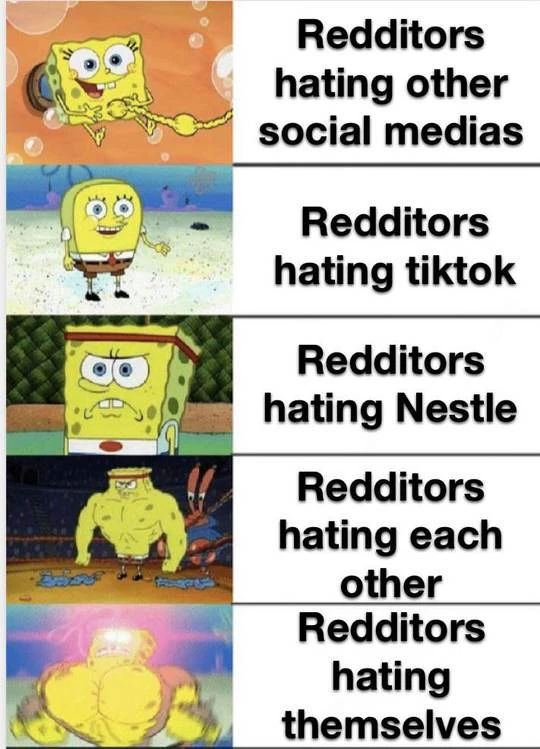 Redditors
hating other
social medias
Redditors
hating tiktok
Redditors
hating Nestle
Redditors
hating each
other
Redditors
hating
themselves